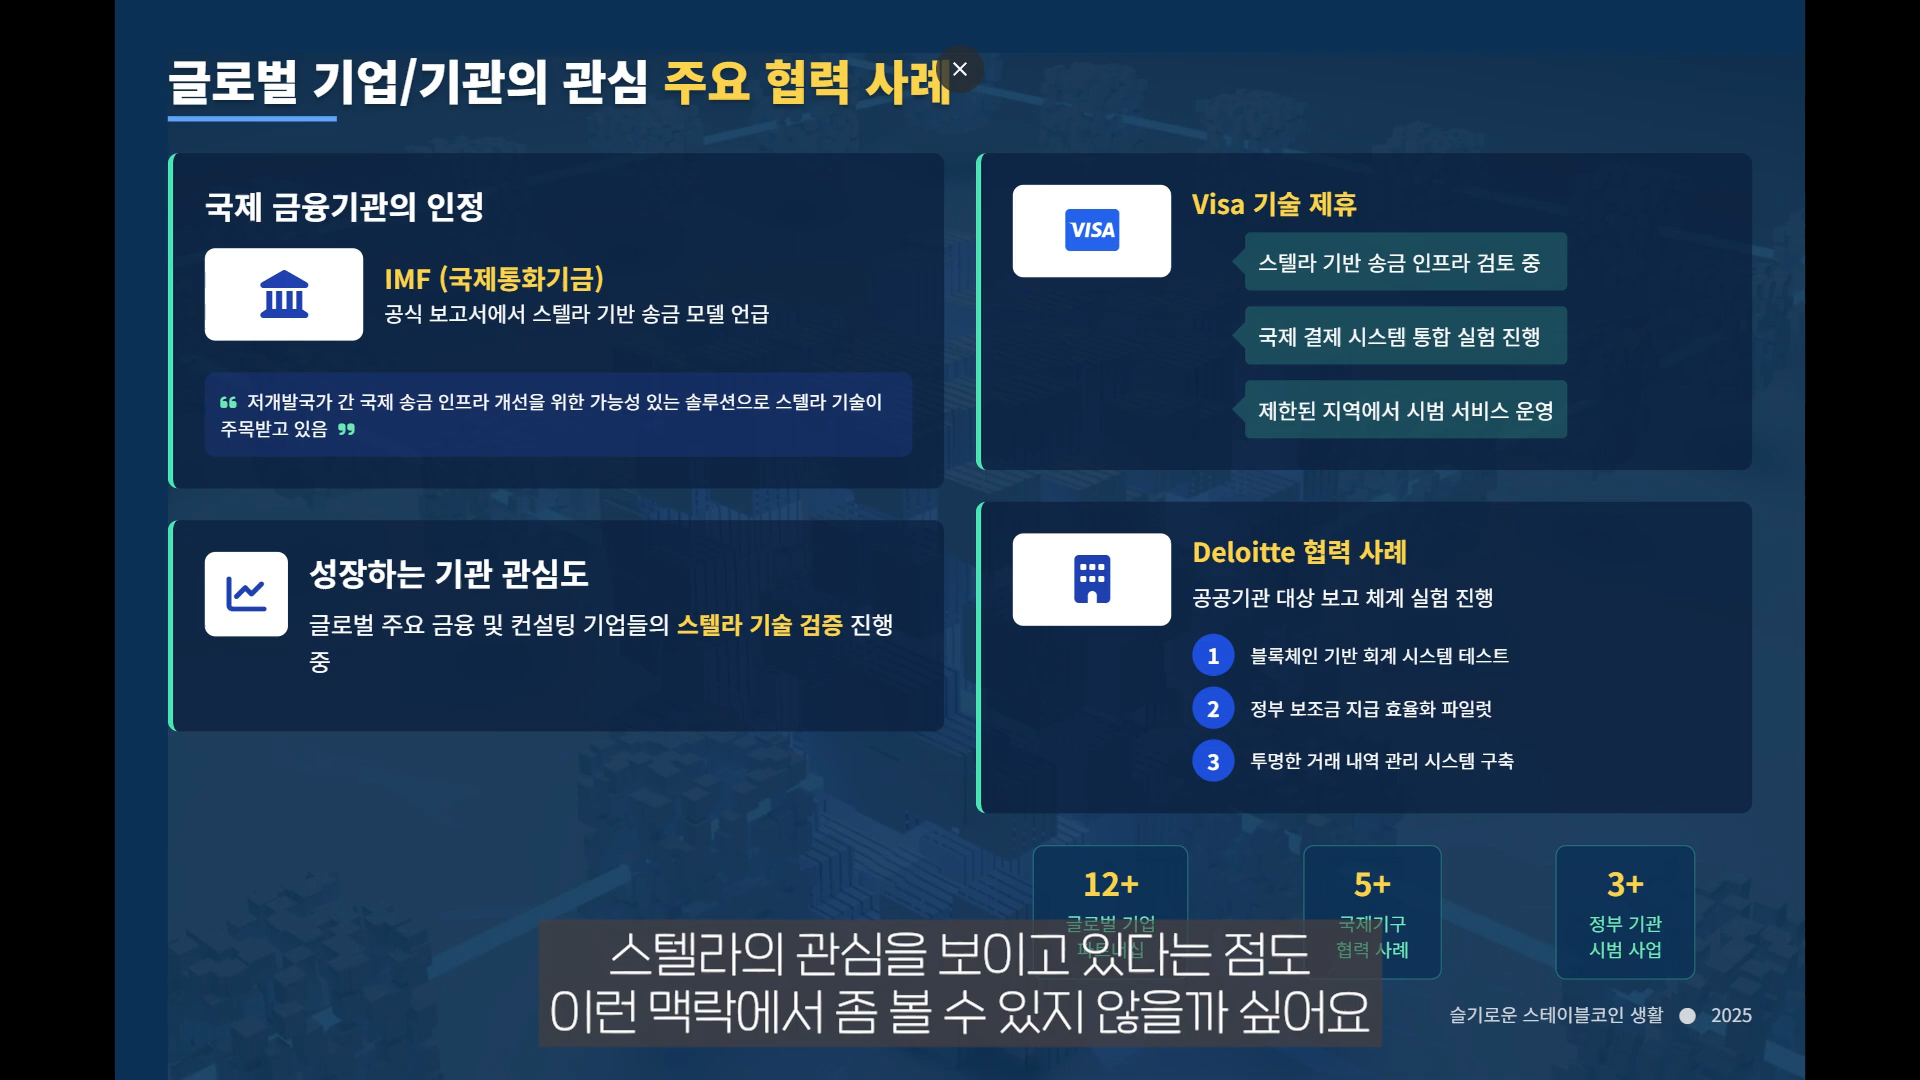 글로벌 기업/기관의 관심 주요 협력 사례
국제 금융기관의 인정
IMF (국제통화기금)
공식 보고서에서 스텔라 기반 송금 모델 언급
❝ 저개발국가 간 국제 송금 인프라 개선을 위한 가능성 있는 솔루션으로 스텔라 기술이
주목받고 있음 ❞
성장하는 기관 관심도
글로벌 주요 금융 및 컨설팅 기업들의 스텔라 기술 검증 진행
중
VISA
Visa 기술 제휴
스텔라 기반 송금 인프라 검토 중
국제 결제 시스템 통합 실험 진행
제한된 지역에서 시범 서비스 운영
Deloitte 협력 사례
공공기관 대상 보고 체계 실험 진행
1 블록체인 기반 회계 시스템 테스트
2 정부 보조금 지급 효율화 파일럿
3 투명한 거래 내역 관리 시스템 구축
12+
글로벌 기업
파트너십
5+
국제기구
협력 사례
3+
정부 기관
시범 사업
스텔라의 관심을 보이고 있다는 점도
이런 맥락에서 좀 볼 수 있지 않을까 싶어요
슬기로운 스테이블코인 생활 ● 2025